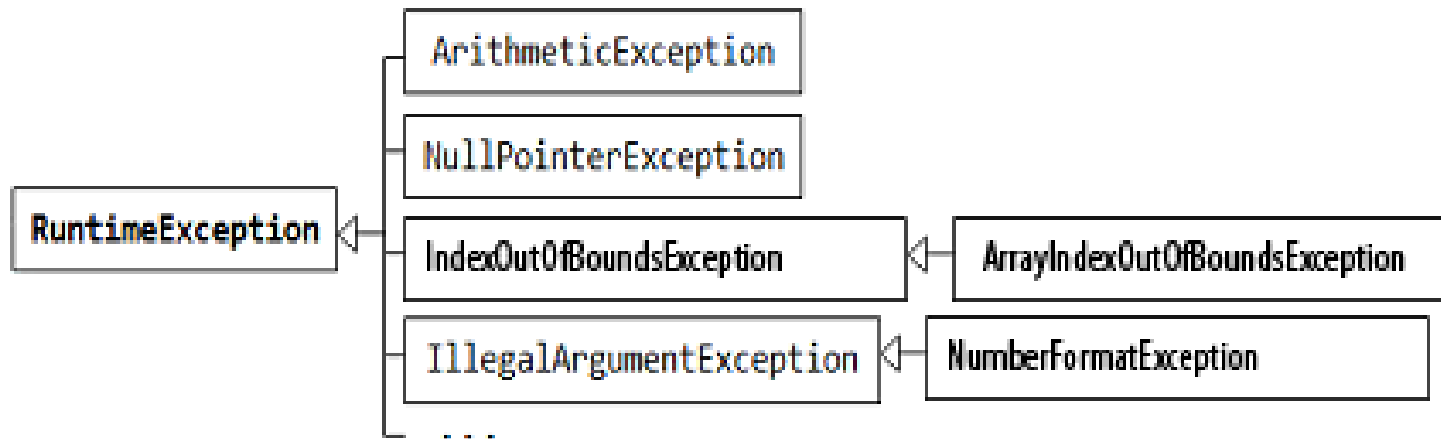 ArithmeticException
NullPointerException
RuntimeException
IndexOutOfBoundsException
ArrayIndexOutOfBoundsException
IllegalArgumentException
NumberFormatException
...